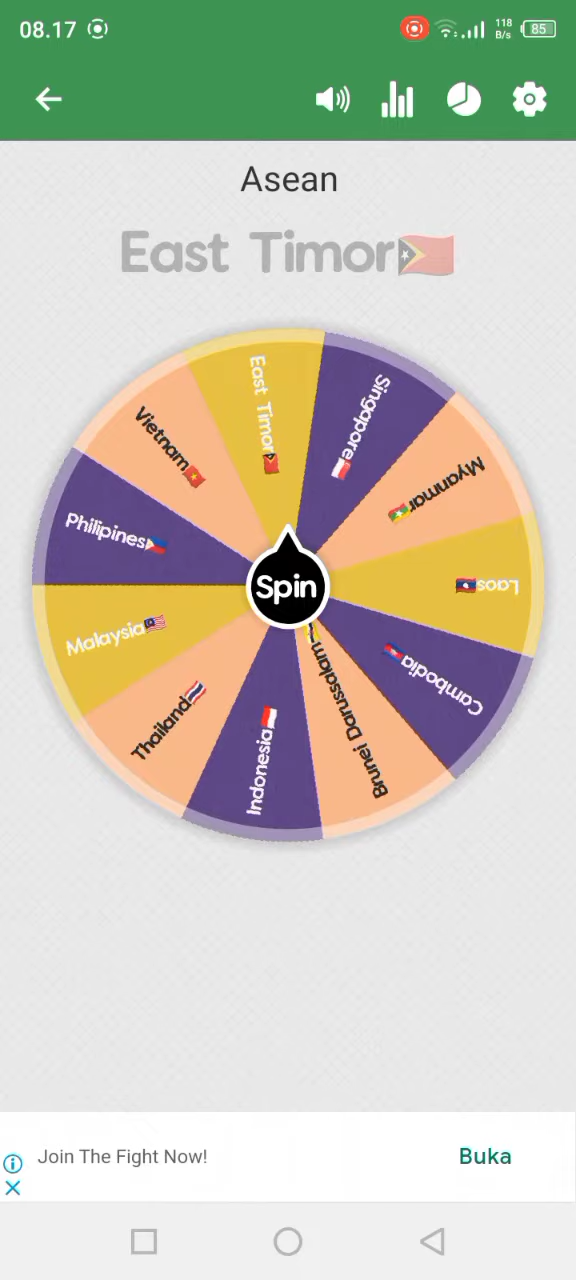 08.17
118
B/s
85
Asean
East Timor
East Timor
Singapore
Myanmar
Laos
Cambodia
Brunei Darussalam
Indonesia
Thailand
Malaysia
Philipines
Vietnam
Spin
Join The Fight Now!
Buka